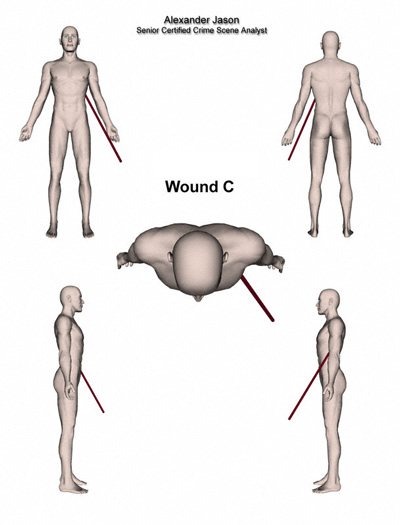 Alexander Jason
Senior Certified Crime Scene Analyst
Wound C